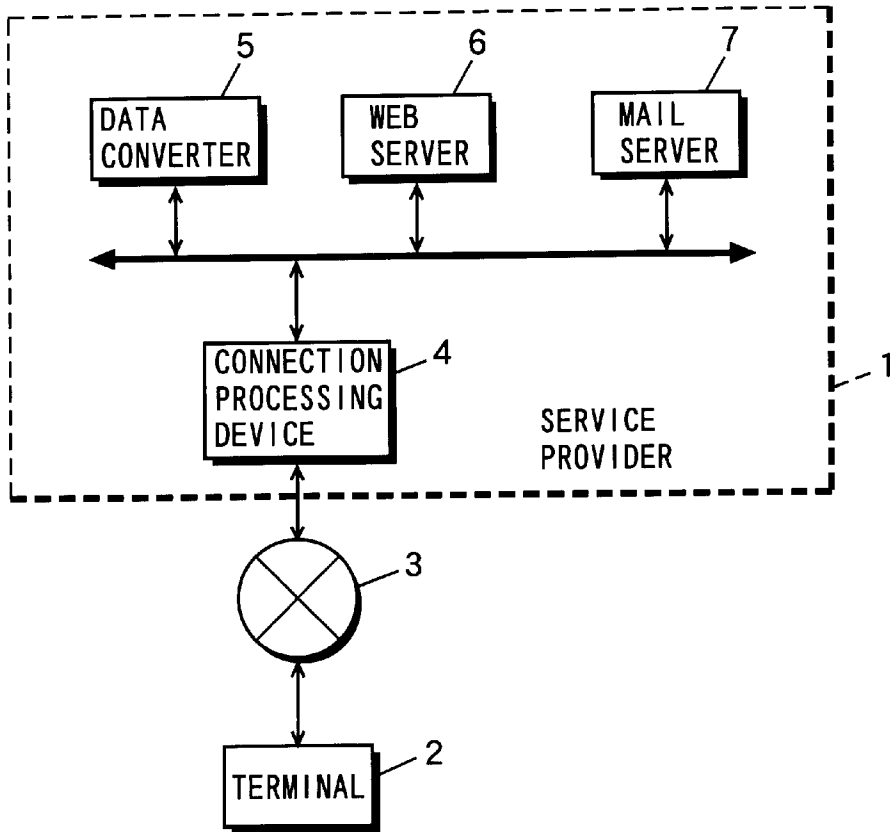 5
6
7
DATA
CONVERTER
WEB
SERVER
MAIL
SERVER
4
CONNECTION
PROCESSING
DEVICE
1
SERVICE
PROVIDER
3
2
TERMINAL